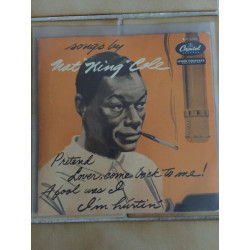 songs by
Nat "King" Cole
Capitol
Pretend
Lover, come back to me!
A fool was I
I'm hurtin'